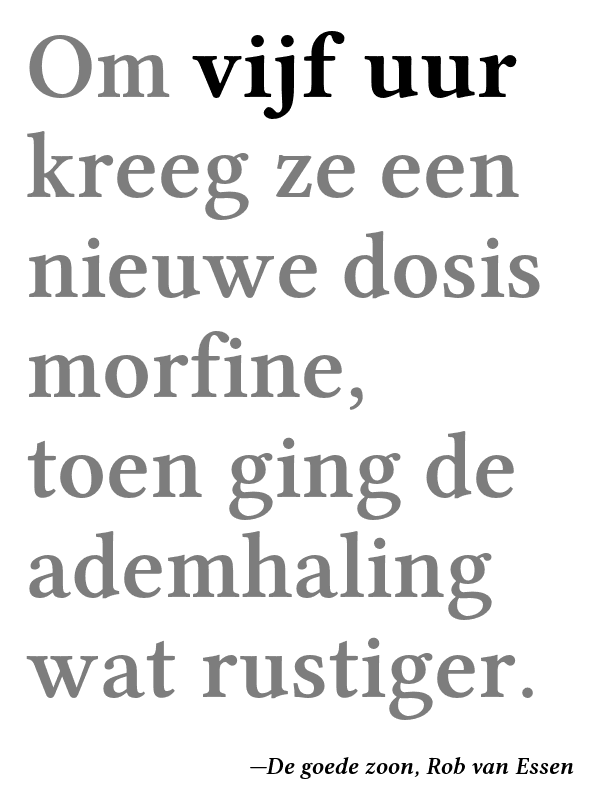 Om vijf uur
kreeg ze een
nieuwe dosis
morfine,
toen ging de
ademhaling
wat rustiger.
—De goede zoon, Rob van Essen